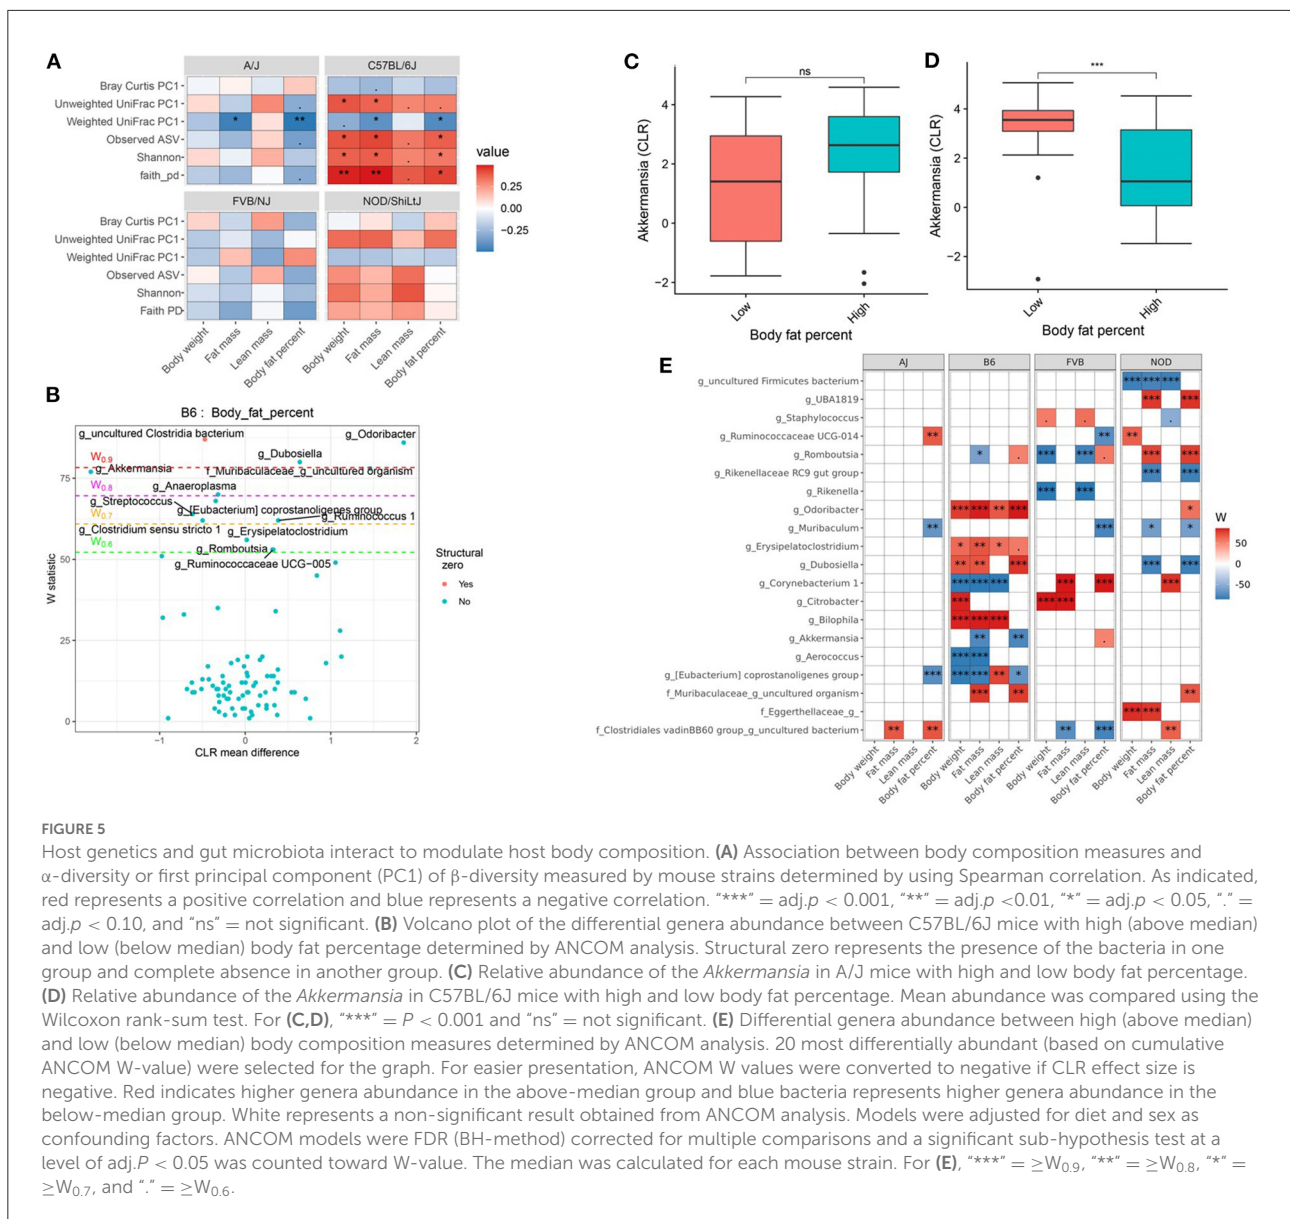 A
A/J
C57BL/6J
Bray Curtis PC1
Unweighted UniFrac PC1
Weighted UniFrac PC1
Observed ASV
Shannon
faith_pd
FVB/NJ
NOD/ShiLtJ
Bray Curtis PC1
Unweighted UniFrac PC1
Weighted UniFrac PC1
Observed ASV
Shannon
Faith PD
Body weight
Fat mass
Lean mass
Body fat percent
Body weight
Fat mass
Lean mass
Body fat percent
value
0.25
0.00
−0.25
B
B6 : Body_fat_percent
g_uncultured Clostridia bacterium
g_Odoribacter
W0.9
g_Dubosiella
g_Akkermansia
f_Muribaculaceae_g_uncultured organism
W0.8
g_Anaeroplasma
g_Streptococcus
g_[Eubacterium] coprostanoligenes group
W0.7
g_Ruminococcus 1
g_Clostridium sensu stricto 1
g_Erysipelatoclostridium
W0.6
g_Romboutsia
g_Ruminococcaceae UCG−005
W statistic
75
50
25
0
−1
0
1
2
CLR mean difference
Structural
zero
Yes
No
C
ns
Akkermansia (CLR)
4
2
0
−2
Low
High
Body fat percent
D
***
Akkermansia (CLR)
4
2
0
−2
Low
High
Body fat percent
E
AJ
B6
FVB
NOD
g_uncultured Firmicutes bacterium
g_UBA1819
g_Staphylococcus
g_Ruminococcaceae UCG-014
g_Romboutsia
g_Rikenellaceae RC9 gut group
g_Rikenella
g_Odoribacter
g_Muribaculum
g_Erysipelatoclostridium
g_Dubosiella
g_Corynebacterium 1
g_Citrobacter
g_Bilophila
g_Akkermansia
g_Aerococcus
g_[Eubacterium] coprostanoligenes group
f_Muribaculaceae_g_uncultured organism
f_Eggerthellaceae_g_
f_Clostridiales vadinBB60 group_g_uncultured bacterium
Body weight
Fat mass
Lean mass
Body fat percent
Body weight
Fat mass
Lean mass
Body fat percent
Body weight
Fat mass
Lean mass
Body fat percent
Body weight
Fat mass
Lean mass
Body fat percent
W
50
0
-50
FIGURE 5
Host genetics and gut microbiota interact to modulate host body composition. (A) Association between body composition measures and
α-diversity or first principal component (PC1) of β-diversity measured by mouse strains determined by using Spearman correlation. As indicated,
red represents a positive correlation and blue represents a negative correlation. “***” = adj.p < 0.001, “**” = adj.p <0.01, “*” = adj.p < 0.05, “.” =
adj.p < 0.10, and “ns” = not significant. (B) Volcano plot of the differential genera abundance between C57BL/6J mice with high (above median)
and low (below median) body fat percentage determined by ANCOM analysis. Structural zero represents the presence of the bacteria in one
group and complete absence in another group. (C) Relative abundance of the Akkermansia in A/J mice with high and low body fat percentage.
(D) Relative abundance of the Akkermansia in C57BL/6J mice with high and low body fat percentage. Mean abundance was compared using the
Wilcoxon rank-sum test. For (C,D), “***” = P < 0.001 and “ns” = not significant. (E) Differential genera abundance between high (above median)
and low (below median) body composition measures determined by ANCOM analysis. 20 most differentially abundant (based on cumulative
ANCOM W-value) were selected for the graph. For easier presentation, ANCOM W values were converted to negative if CLR effect size is
negative. Red indicates higher genera abundance in the above-median group and blue bacteria represents higher genera abundance in the
below-median group. White represents a non-significant result obtained from ANCOM analysis. Models were adjusted for diet and sex as
confounding factors. ANCOM models were FDR (BH-method) corrected for multiple comparisons and a significant sub-hypothesis test at a
level of adj.P < 0.05 was counted toward W-value. The median was calculated for each mouse strain. For (E), “***” = ≥W0.9, “**” = ≥W0.8, “*” =
≥W0.7, and “.” = ≥W0.6.